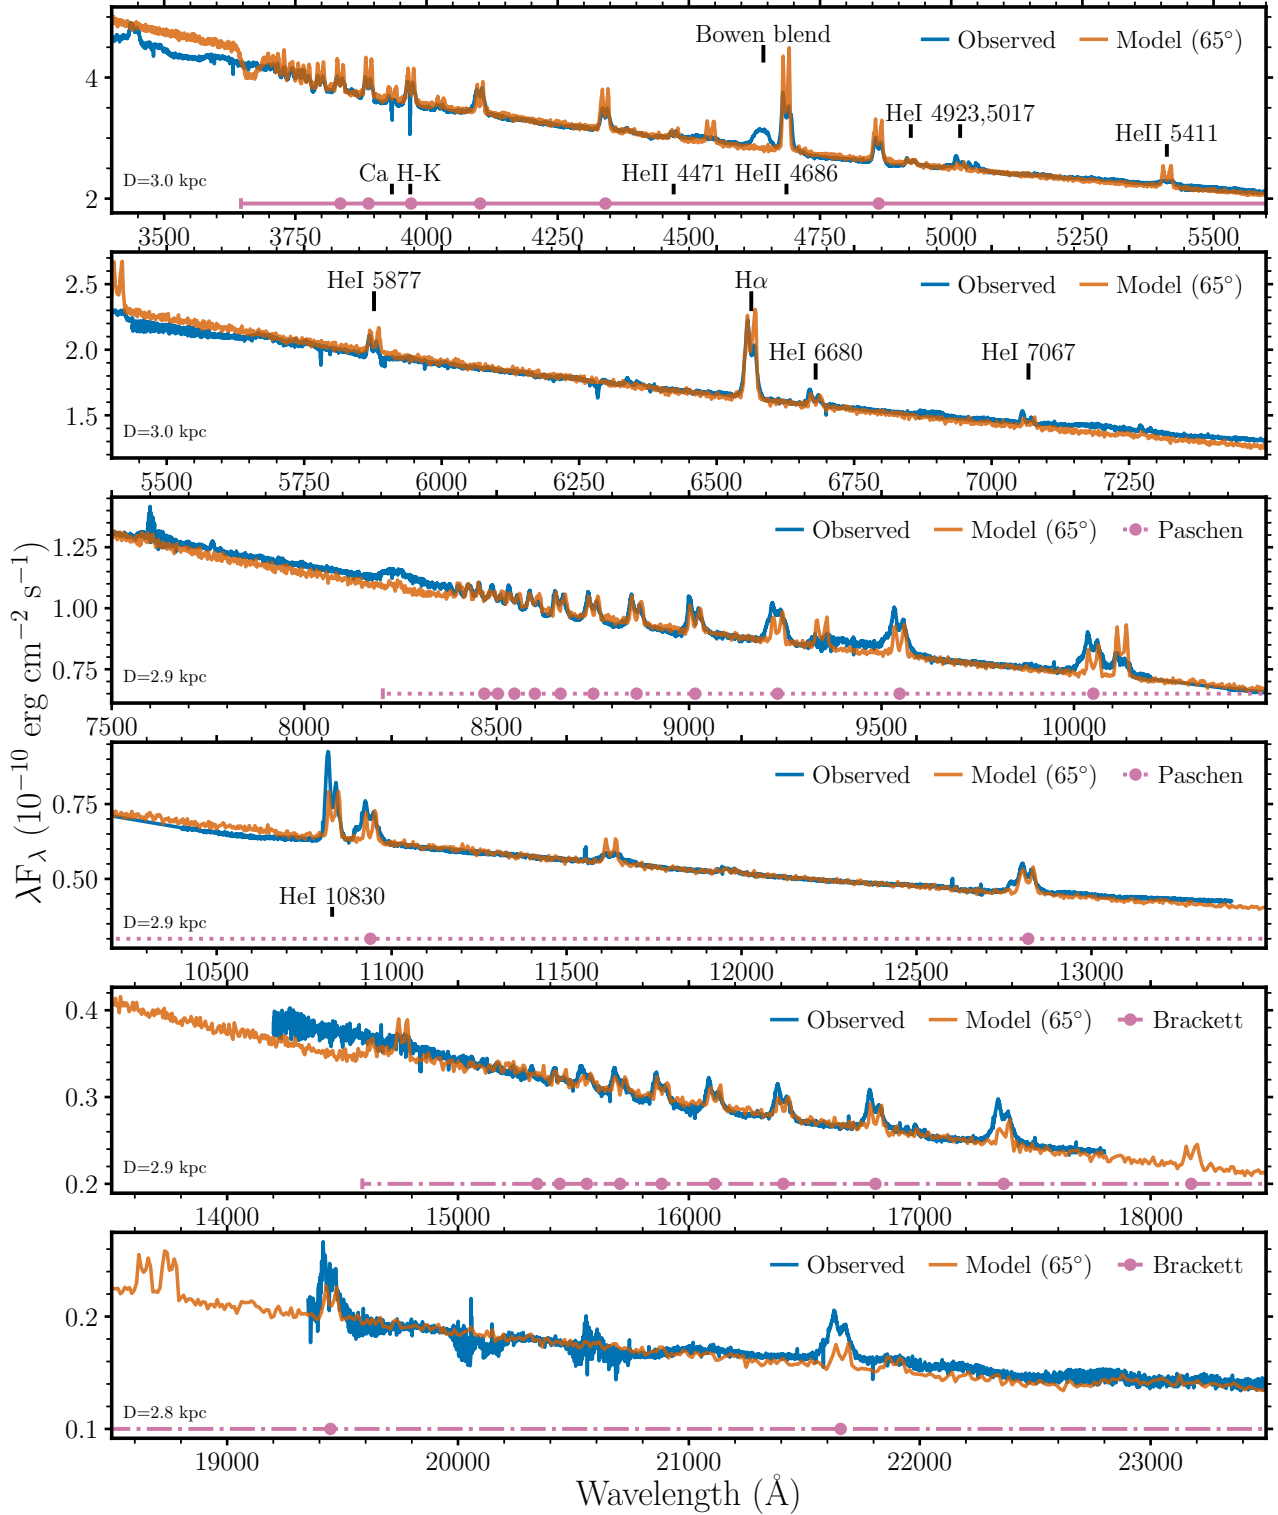 Bowen blend
Observed Model (65°)
HeI 4923,5017
HeII 5411
4
Ca H-K
HeII 4471 HeII 4686
D=3.0 kpc
2
3500 3750 4000 4250 4500 4750 5000 5250 5500
HeI 5877
Hα
Observed Model (65°)
2.5
HeI 6680
HeI 7067
2.0
1.5
D=3.0 kpc
5500 5750 6000 6250 6500 6750 7000 7250
Observed Model (65°) Paschen
1.25
1.00
0.75
D=2.9 kpc
7500 8000 8500 9000 9500 10000
λF_λ (10⁻¹⁰ erg cm⁻² s⁻¹)
Observed Model (65°) Paschen
0.75
0.50
HeI 10830
D=2.9 kpc
10500 11000 11500 12000 12500 13000
Observed Model (65°) Brackett
0.4
0.3
0.2
D=2.9 kpc
14000 15000 16000 17000 18000
Observed Model (65°) Brackett
0.2
0.1
D=2.8 kpc
19000 20000 21000 22000 23000
Wavelength (Å)